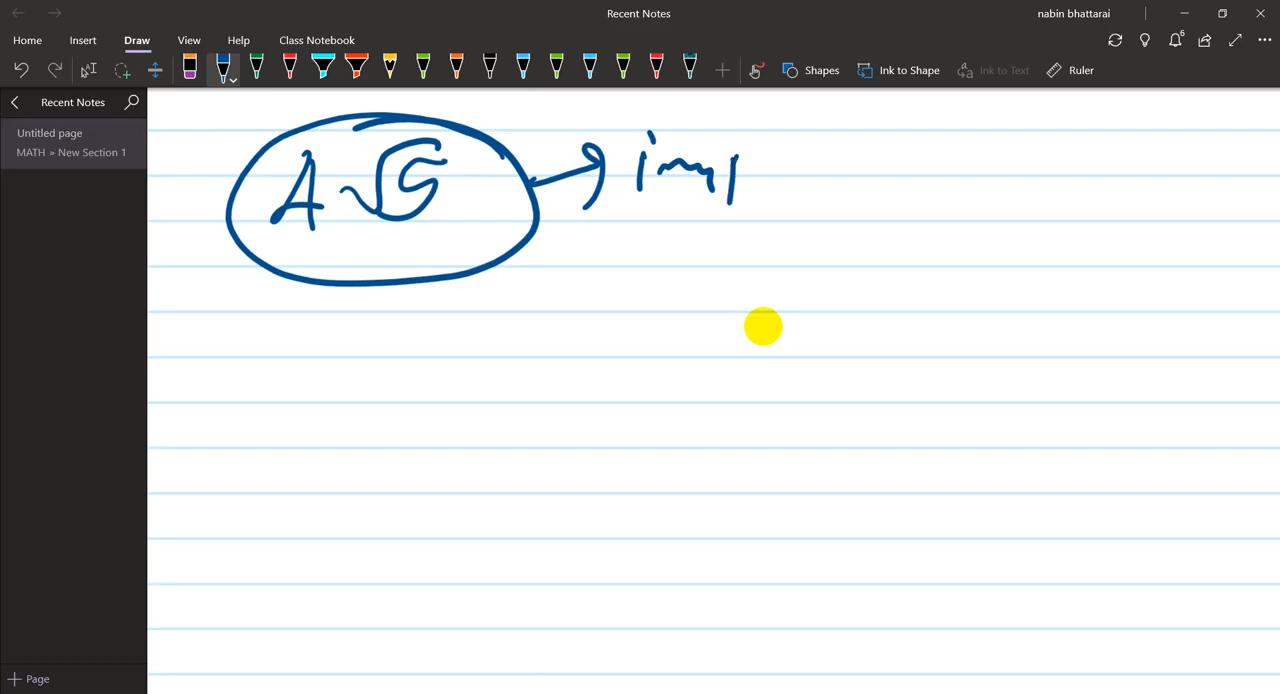 Recent Notes
nabin bhattarai
Home Insert Draw View Help Class Notebook
6
Shapes Ink to Shape Ink to Text Ruler
Recent Notes
Untitled page
MATH » New Section 1
A
Page